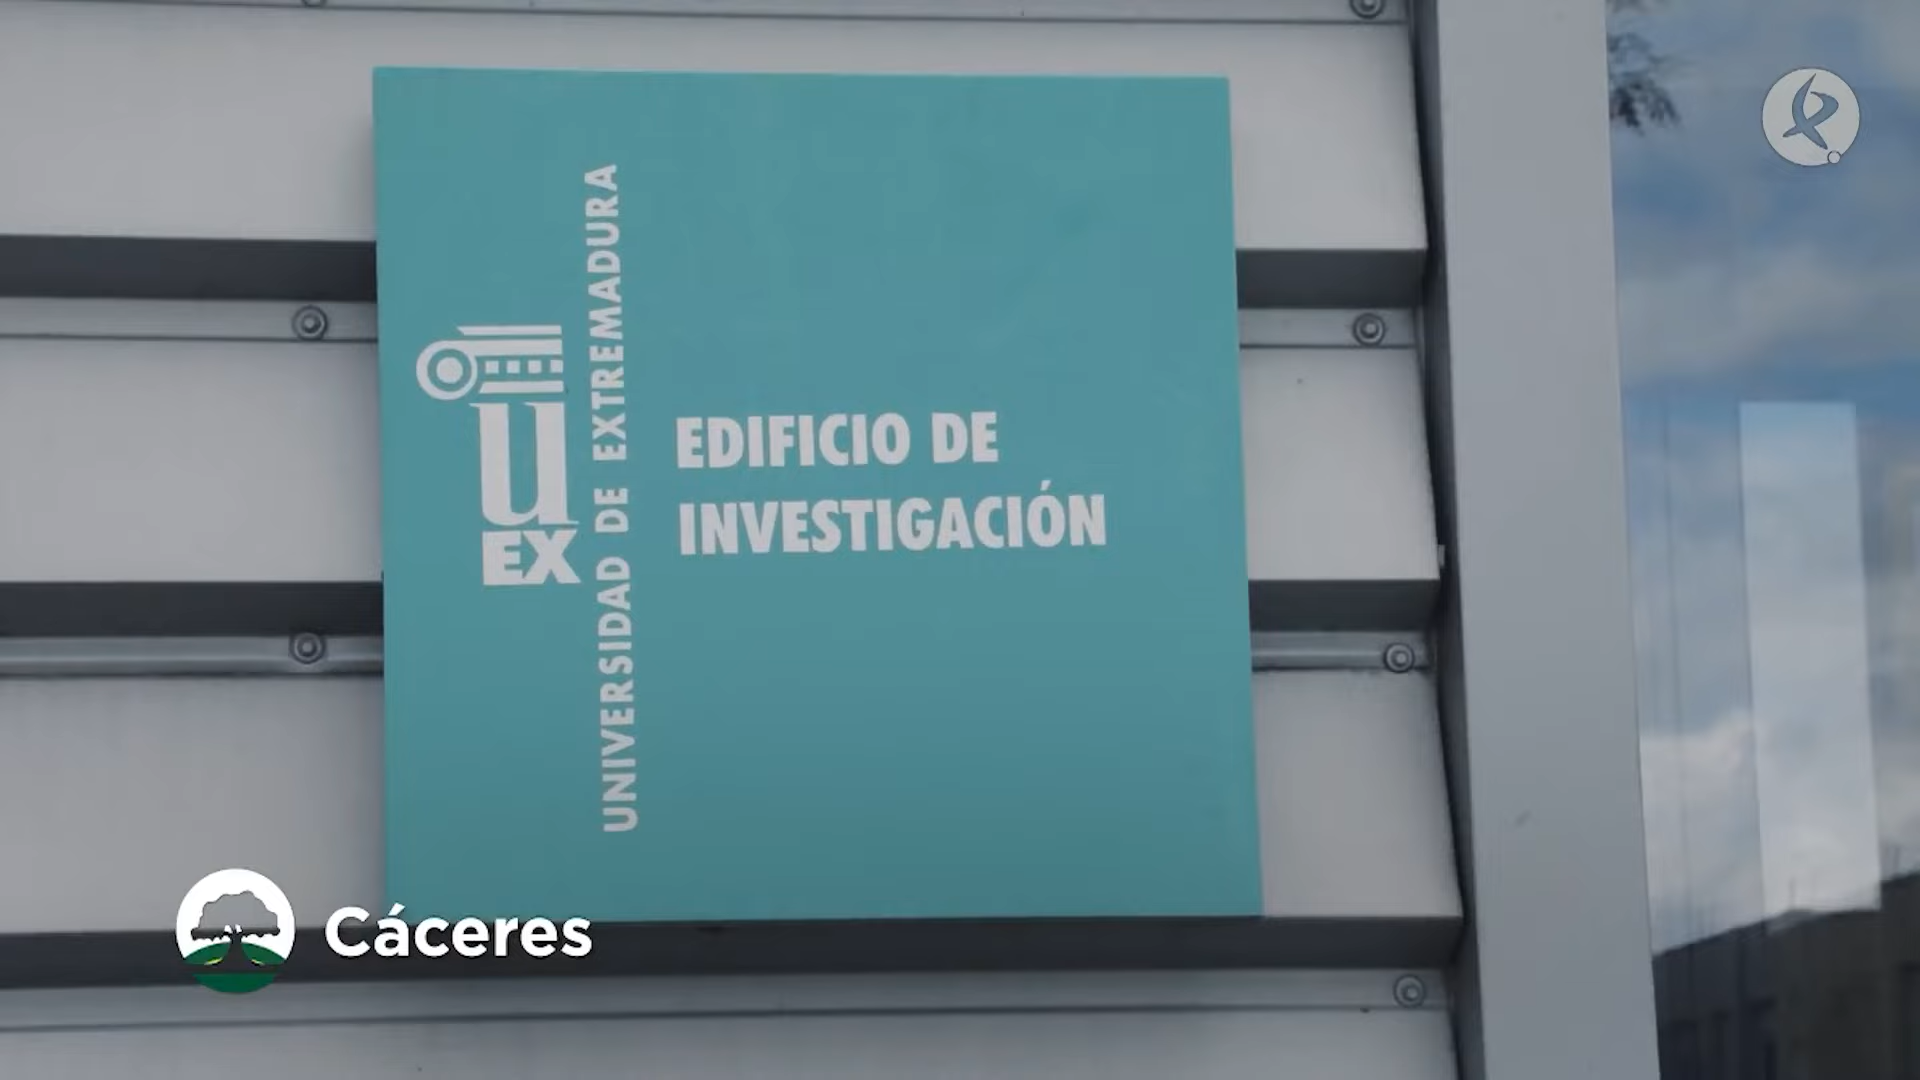 UNIVERSIDAD DE EXTREMADURA
u
EX
EDIFICIO DE
INVESTIGACIÓN
Cáceres